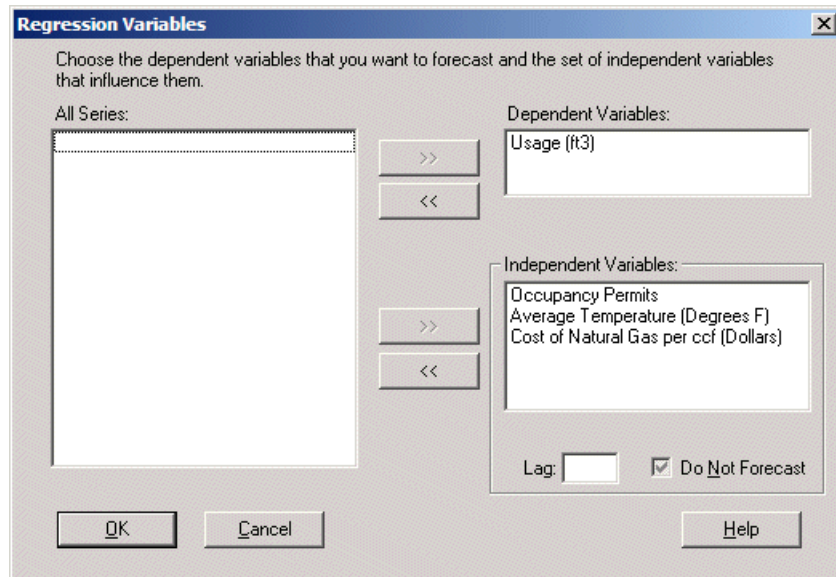 Regression Variables
Choose the dependent variables that you want to forecast and the set of independent variables
that influence them.
All Series:
>>
<<
Dependent Variables:
Usage (ft3)
>>
<<
Independent Variables:
Occupancy Permits
Average Temperature (Degrees F)
Cost of Natural Gas per ccf (Dollars)
Lag:
Do Not Forecast
OK
Cancel
Help